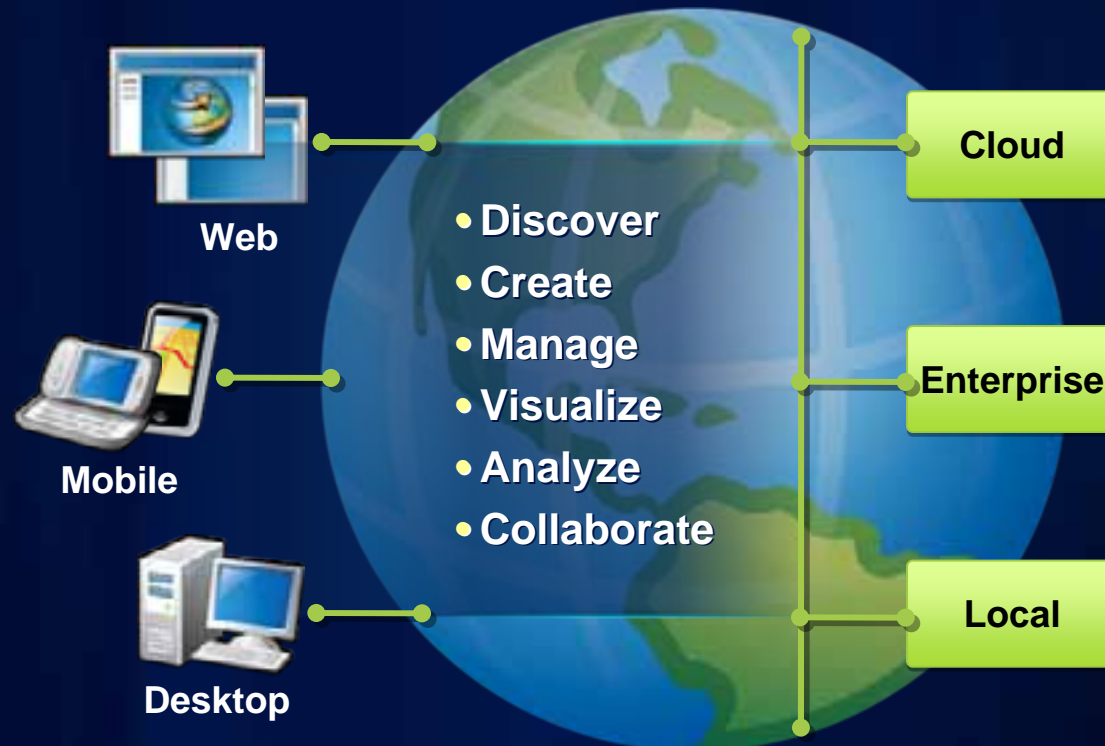 Web
Mobile
Desktop
• Discover
• Create
• Manage
• Visualize
• Analyze
• Collaborate
Cloud
Enterprise
Local